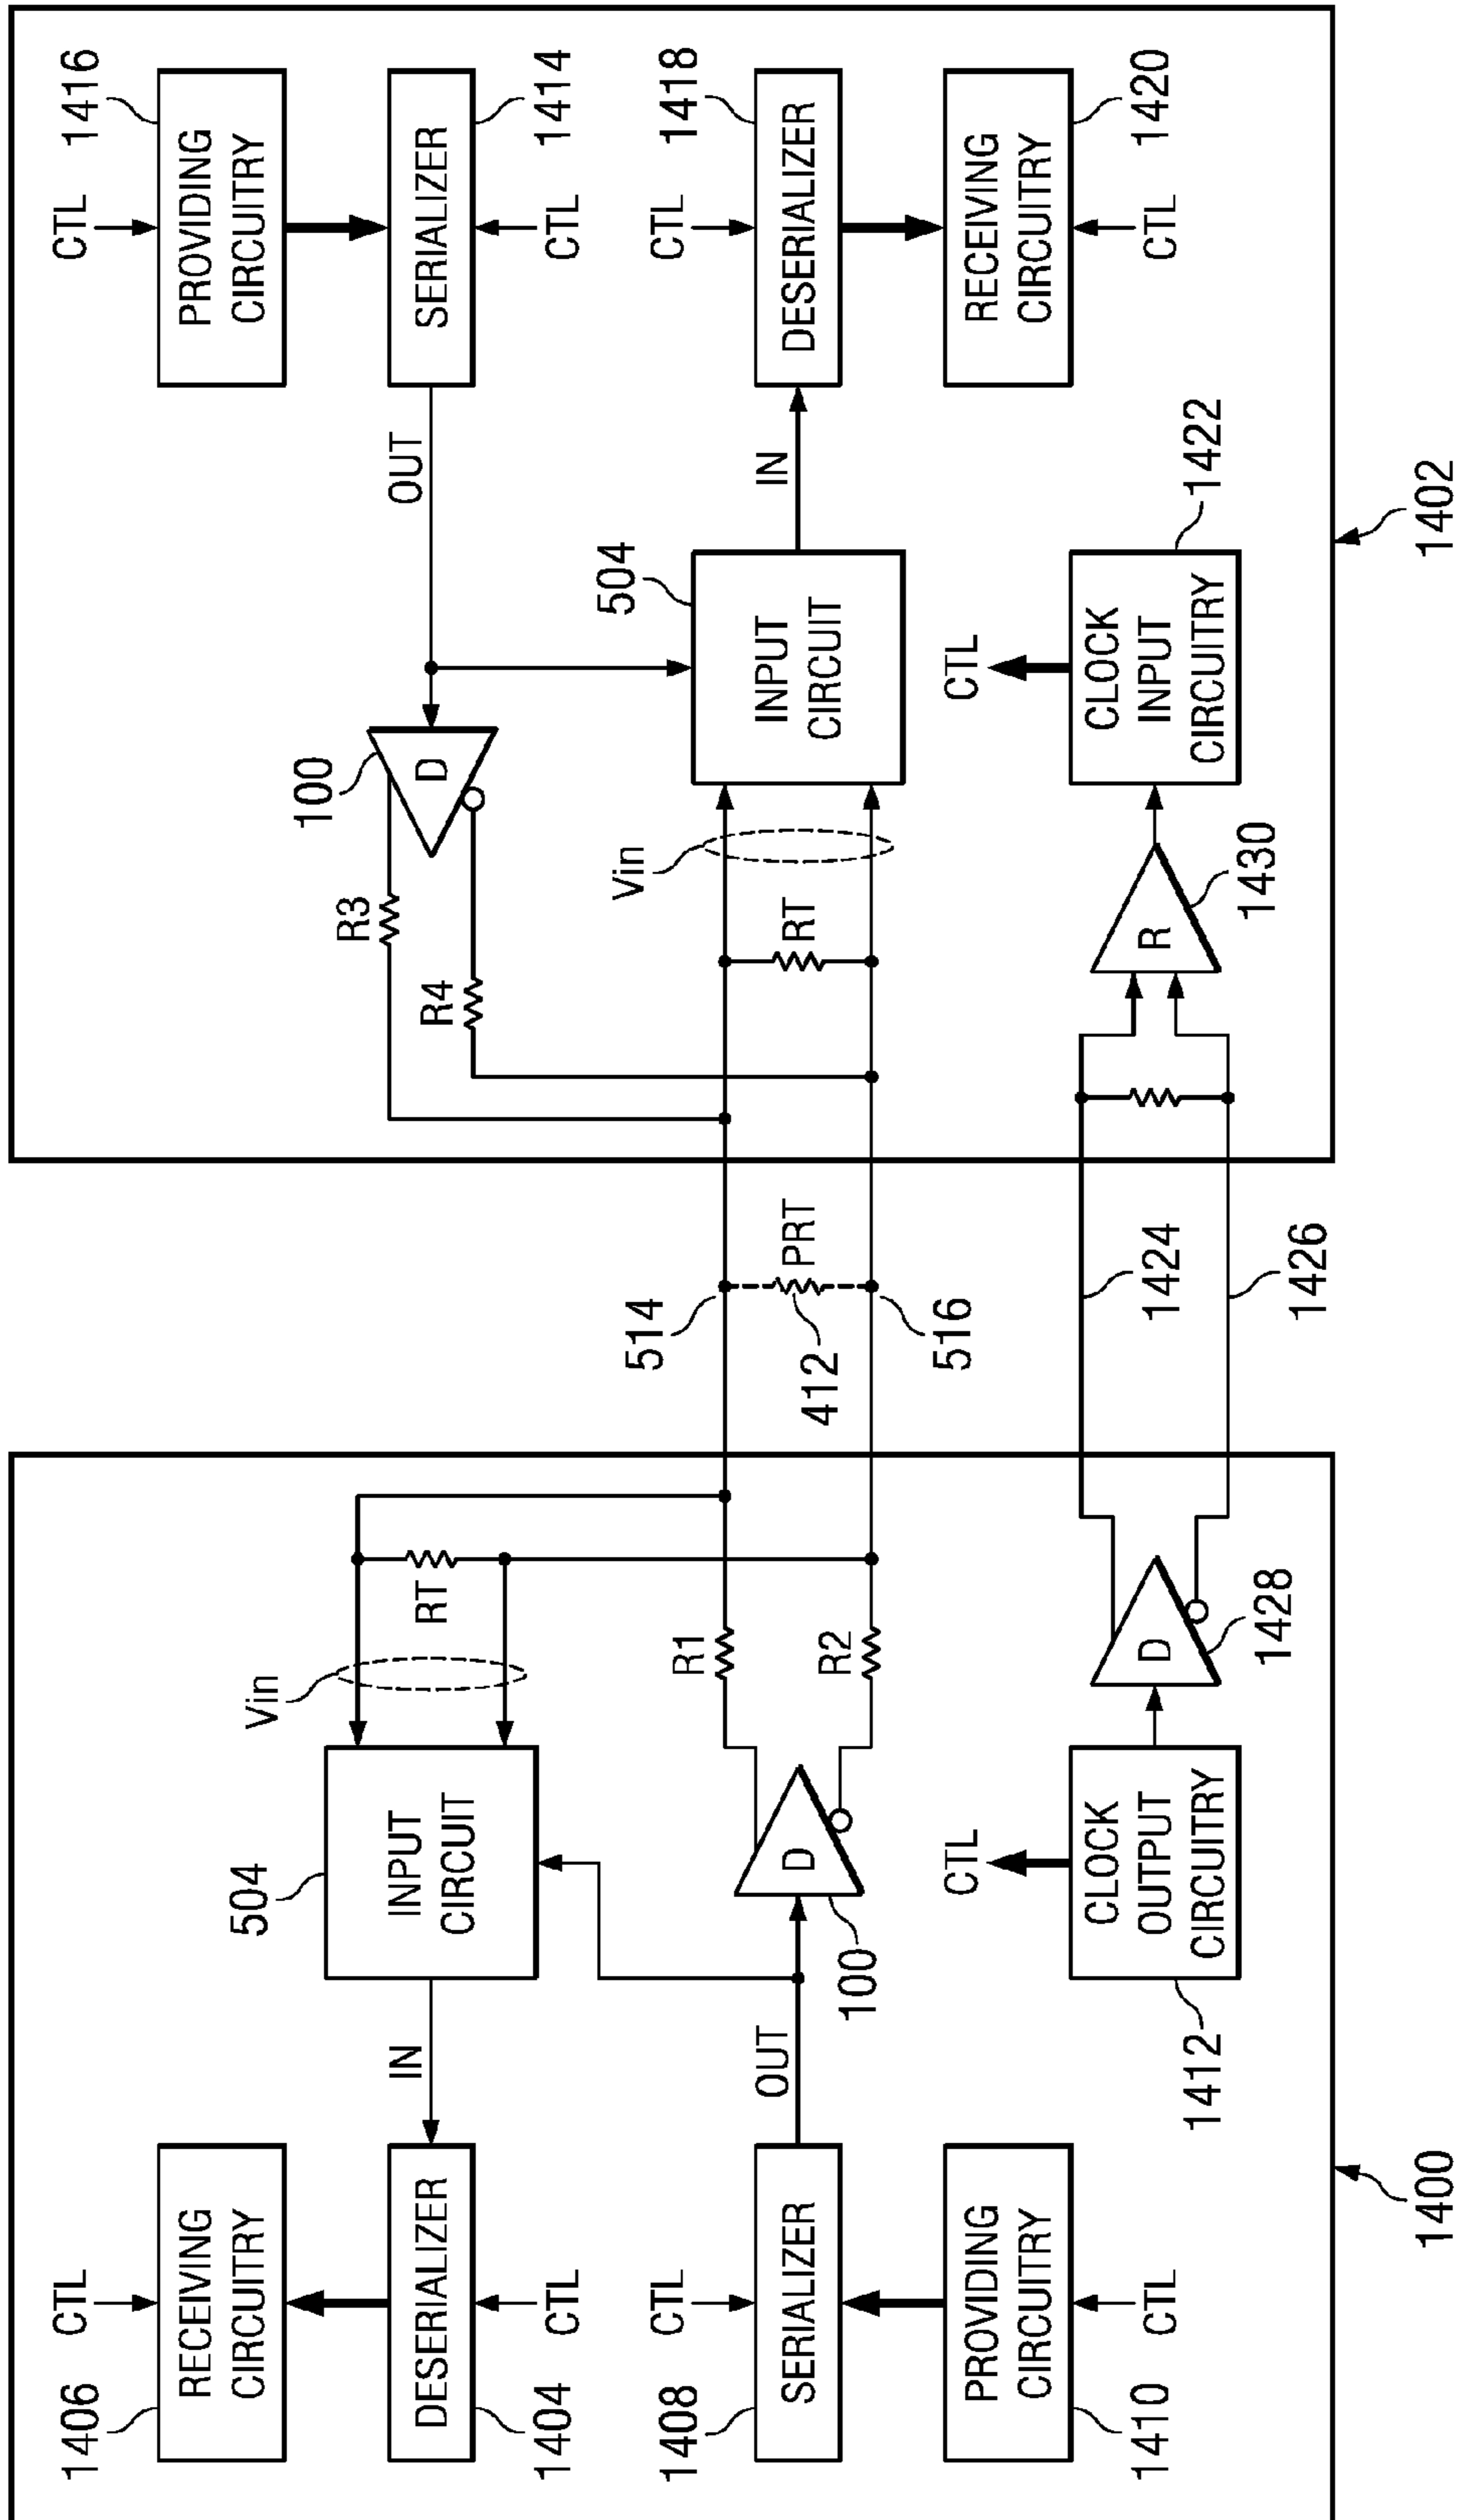 1406
CTL
RECEIVING
CIRCUITRY
DESERIALIZER
1404
CTL
IN
504
INPUT
CIRCUIT
Vin
RT
1408
CTL
SERIALIZER
OUT
PROVIDING
CIRCUITRY
1410
CTL
100
D
R1
R2
1412
CLOCK
OUTPUT
CIRCUITRY
CTL
D
1428
1400
514
412
PRT
516
1424
1426
100
D
R3
R4
OUT
CTL
1416
PROVIDING
CIRCUITRY
SERIALIZER
CTL
1414
Vin
RT
504
INPUT
CIRCUIT
IN
CTL
1418
DESERIALIZER
RECEIVING
CIRCUITRY
CTL
1420
R
1430
CTL
CLOCK
INPUT
CIRCUITRY
1422
1402